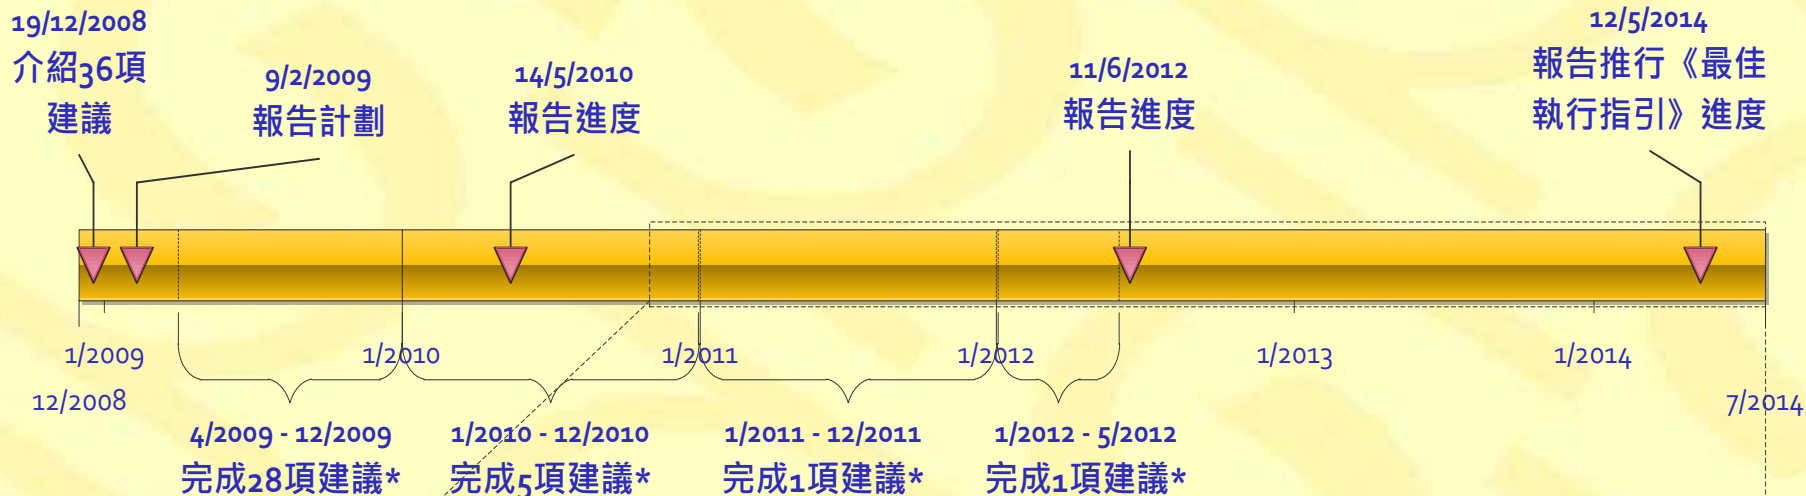 19/12/2008
介紹36項
建議
9/2/2009
報告計劃
14/5/2010
報告進度
11/6/2012
報告進度
12/5/2014
報告推行《最佳
執行指引》進度
1/2009
1/2010
1/2011
1/2012
1/2013
1/2014
12/2008
7/2014
4/2009 - 12/2009
完成28項建議*
1/2010 - 12/2010
完成5項建議*
1/2011 - 12/2011
完成1項建議*
1/2012 - 5/2012
完成1項建議*